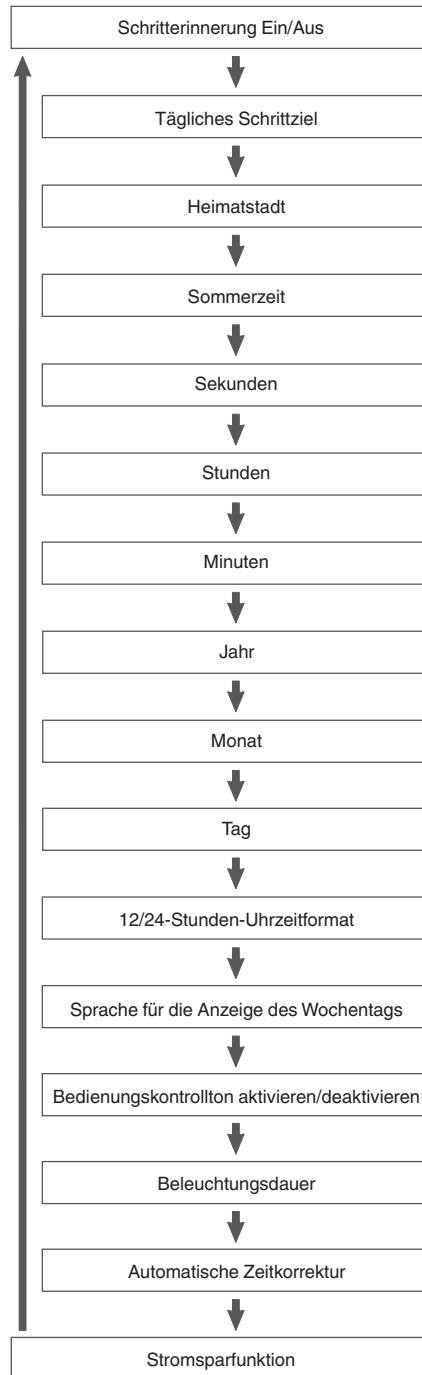 Schritterinnerung Ein/Aus
Tägliches Schrittziel
Heimatstadt
Sommerzeit
Sekunden
Stunden
Minuten
Jahr
Monat
Tag
12/24-Stunden-Uhrzeitformat
Sprache für die Anzeige des Wochentags
Bedienungskontrollton aktivieren/deaktivieren
Beleuchtungsdauer
Automatische Zeitkorrektur
Stromsparfunktion